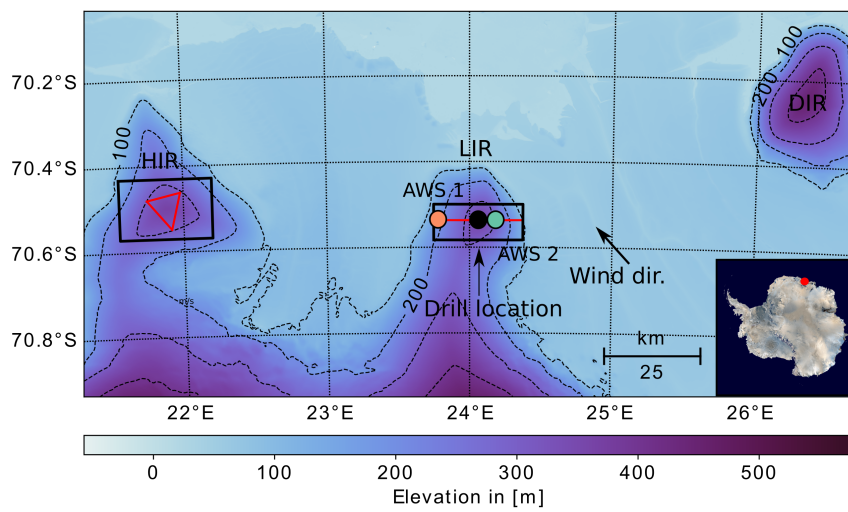 70.2°S
70.4°S
70.6°S
70.8°S
100
200
DIR
100
HIR
LIR
AWS 1
AWS 2
Wind dir.
200
Drill location
km
25
22°E
23°E
24°E
25°E
26°E
0
100
200
300
400
500
Elevation in [m]